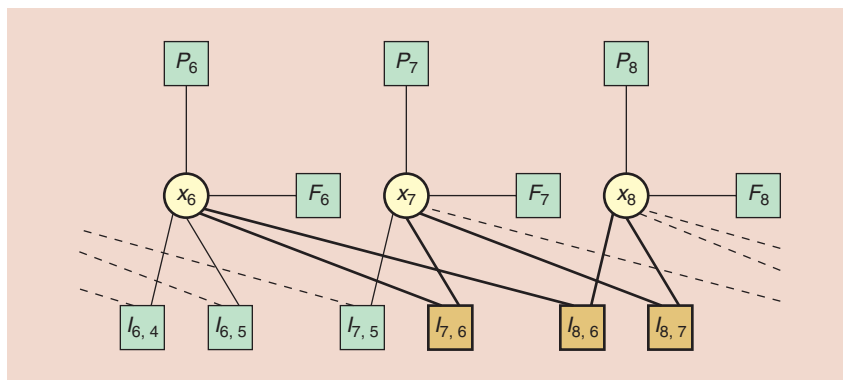 P6 P7 P8
x6 F6 x7 F7 x8 F8
I6, 4 I6, 5 I7, 5 I7, 6 I8, 6 I8, 7